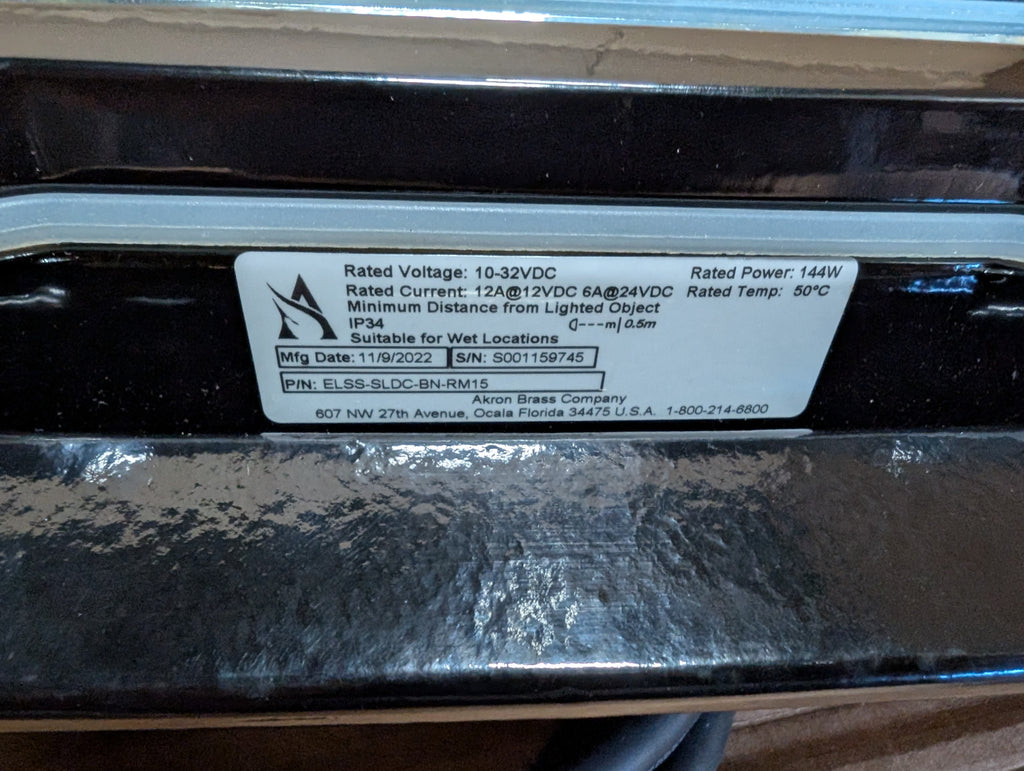 Rated Voltage: 10-32VDC Rated Power: 144W
Rated Current: 12A@12VDC 6A@24VDC Rated Temp: 50°C
Minimum Distance from Lighted Object
IP34 ---m 0.5m
Suitable for Wet Locations
Mfg Date: 11/9/2022 S/N: S001159745
P/N: ELSS-SLDC-BN-RM15
Akron Brass Company
607 NW 27th Avenue, Ocala Florida 34475 U.S.A. 1-800-214-6800